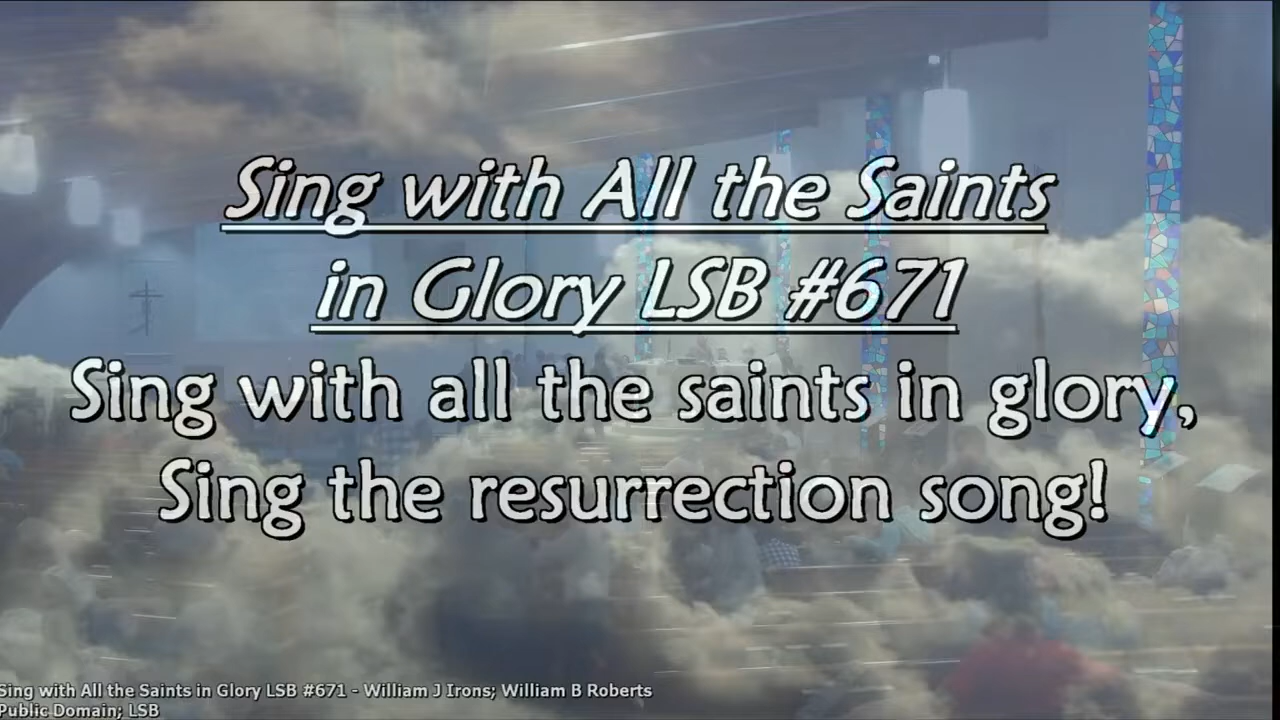 Sing with All the Saints
in Glory LSB #671
Sing with all the saints in glory,
Sing the resurrection song!
Sing with All the Saints in Glory LSB #671 - William J Irons; William B Roberts
Public Domain; LSB